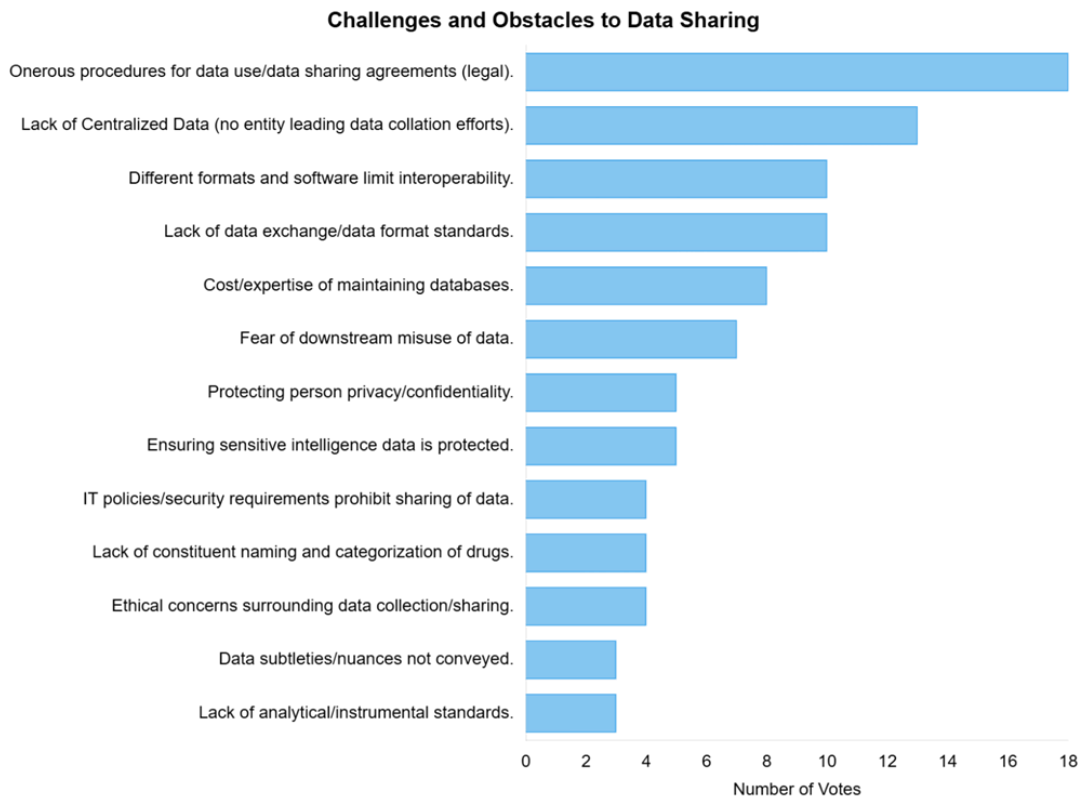 Challenges and Obstacles to Data Sharing
Onerous procedures for data use/data sharing agreements (legal).
Lack of Centralized Data (no entity leading data collation efforts).
Different formats and software limit interoperability.
Lack of data exchange/data format standards.
Cost/expertise of maintaining databases.
Fear of downstream misuse of data.
Protecting person privacy/confidentiality.
Ensuring sensitive intelligence data is protected.
IT policies/security requirements prohibit sharing of data.
Lack of constituent naming and categorization of drugs.
Ethical concerns surrounding data collection/sharing.
Data subtleties/nuances not conveyed.
Lack of analytical/instrumental standards.
0 2 4 6 8 10 12 14 16 18
Number of Votes